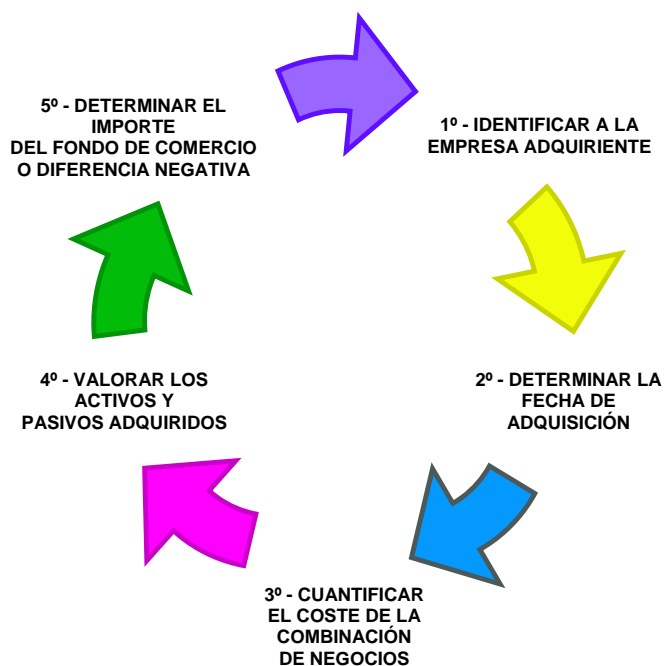 1º - IDENTIFICAR A LA
EMPRESA ADQUIRIENTE
2º - DETERMINAR LA
FECHA DE
ADQUISICIÓN
3º - CUANTIFICAR
EL COSTE DE LA
COMBINACIÓN
DE NEGOCIOS
4º - VALORAR LOS
ACTIVOS Y
PASIVOS ADQUIRIDOS
5º - DETERMINAR EL
IMPORTE
DEL FONDO DE COMERCIO
O DIFERENCIA NEGATIVA